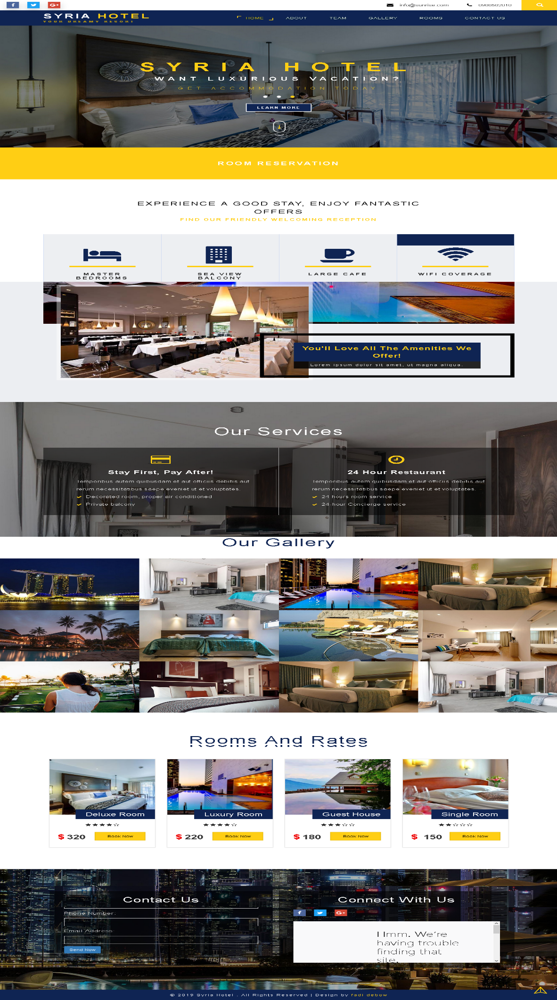 info@sunrise.com
0988582010
SYRIA HOTEL
YOUR DREAMY RESORT
HOME
ABOUT
TEAM
GALLERY
ROOMS
CONTACT US
SYRIA HOTEL
WANT LUXURIOUS VACATION?
GET ACCOMMODATION TODAY
LEARN MORE
ROOM RESERVATION
EXPERIENCE A GOOD STAY, ENJOY FANTASTIC
OFFERS
FIND OUR FRIENDLY WELCOMING RECEPTION
MASTER
BEDROOMS
SEA VIEW
BALCONY
LARGE CAFE
WIFI COVERAGE
You'll Love All The Amenities We
Offer!
Lorem ipsum dolor sit amet, ut magna aliqua.
Our Services
Stay First, Pay After!
Temporibus autem quibusdam et aut officiis debitis aut
rerum necessitatibus saepe eveniet ut et voluptates.
Decorated room, proper air conditioned
Private balcony
24 Hour Restaurant
Temporibus autem quibusdam et aut officiis debitis aut
rerum necessitatibus saepe eveniet ut et voluptates.
24 hours room service
24-hour Concierge service
Our Gallery
Rooms And Rates
Deluxe Room
$ 320
Book Now
Luxury Room
$ 220
Book Now
Guest House
$ 180
Book Now
Single Room
$ 150
Book Now
Contact Us
Phone Number:
Email Address:
Send Now
Connect With Us
Hmm. We're
having trouble
finding that
site.
© 2019 Syria Hotel . All Rights Reserved | Design by fadi debow